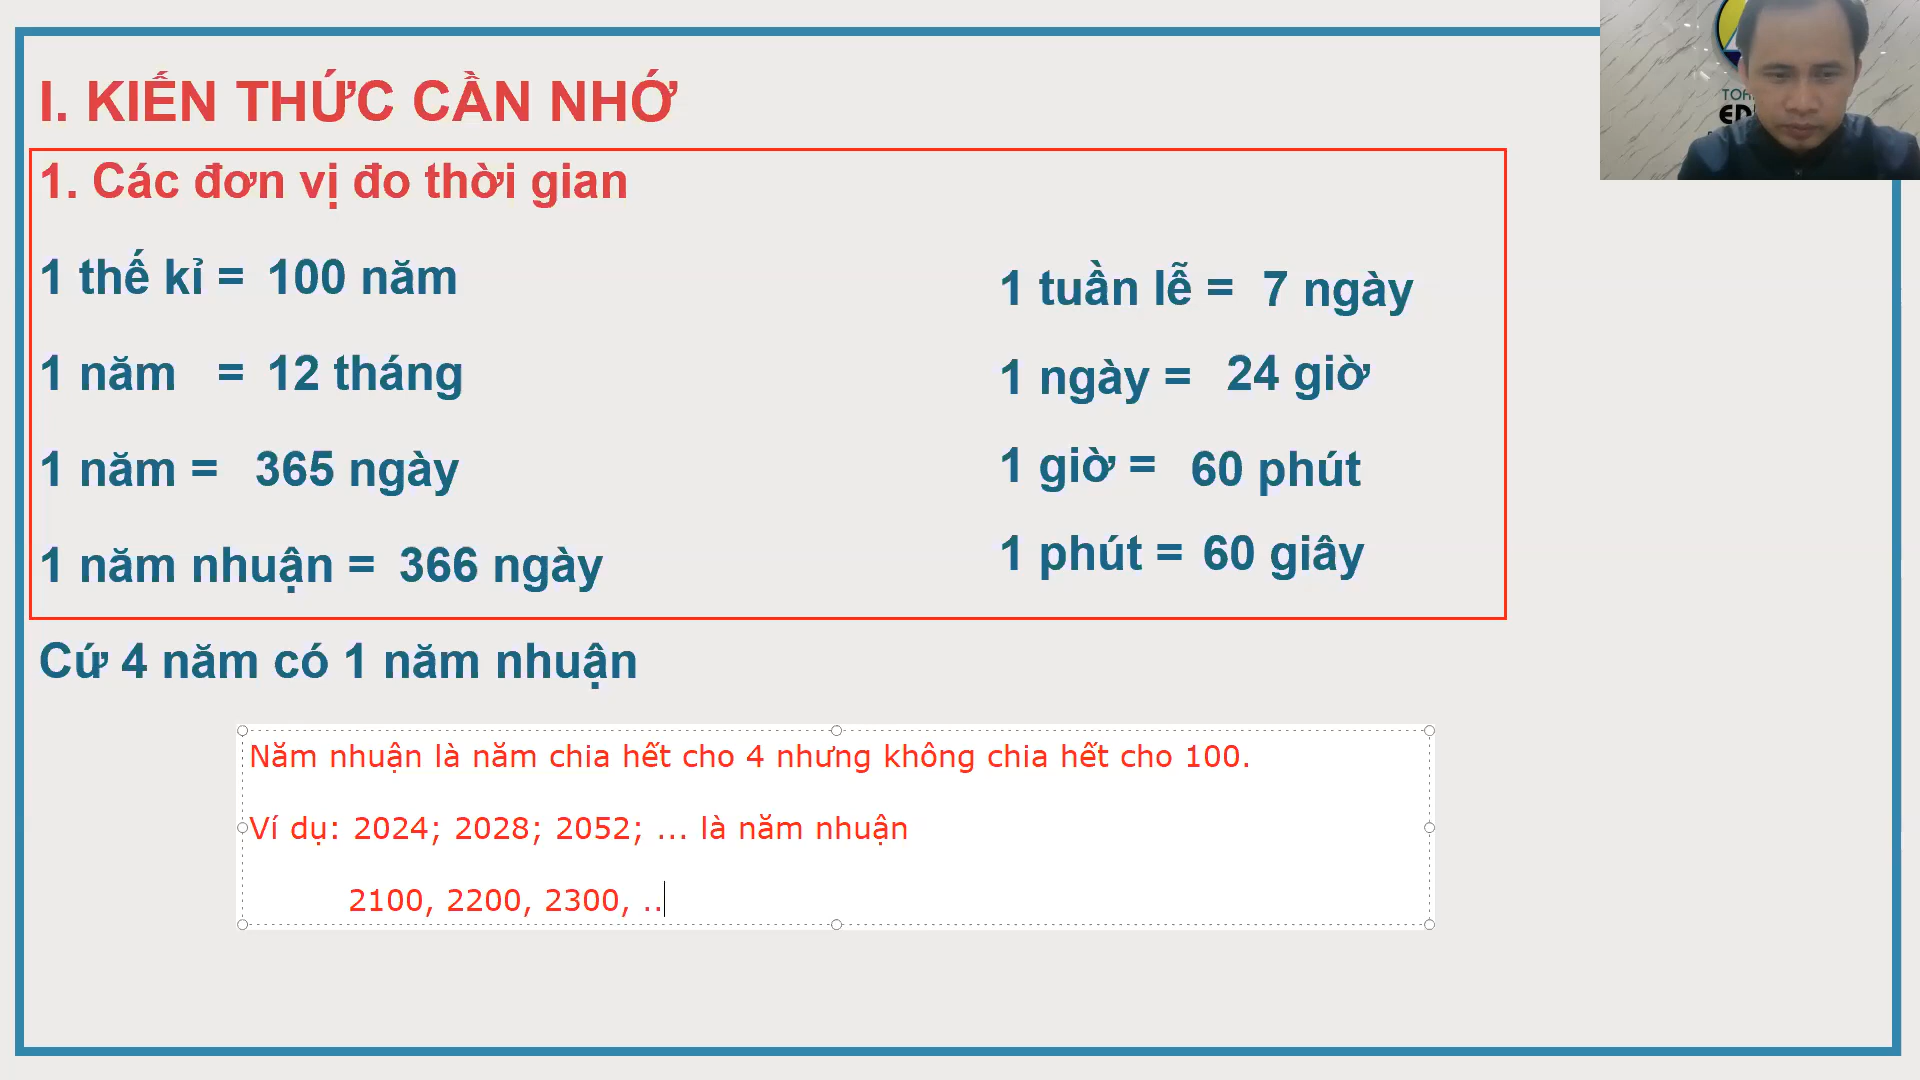 I. KIẾN THỨC CẦN NHỚ
1. Các đơn vị đo thời gian
1 thế kỉ = 100 năm
1 năm = 12 tháng
1 năm = 365 ngày
1 năm nhuận = 366 ngày
1 tuần lễ = 7 ngày
1 ngày = 24 giờ
1 giờ = 60 phút
1 phút = 60 giây
Cứ 4 năm có 1 năm nhuận
Năm nhuận là năm chia hết cho 4 nhưng không chia hết cho 100.
Ví dụ: 2024; 2028; 2052; ... là năm nhuận
2100, 2200, 2300, ..